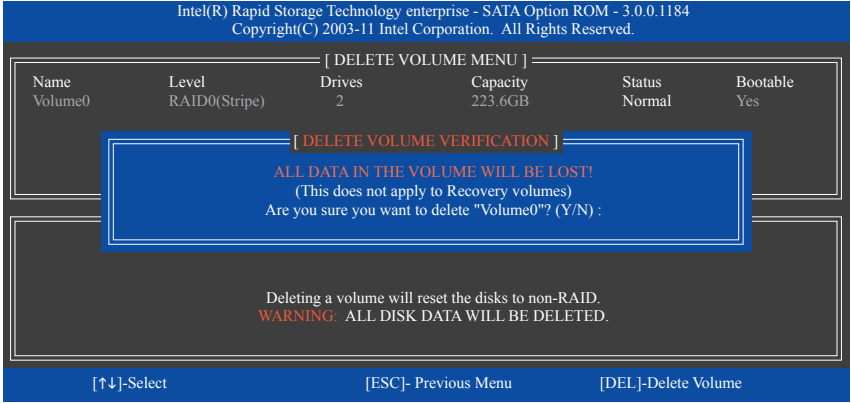 Intel(R) Rapid Storage Technology enterprise - SATA Option ROM - 3.0.0.1184
Copyright(C) 2003-11 Intel Corporation. All Rights Reserved.
[ DELETE VOLUME MENU ]
Name Level Drives Capacity Status Bootable
Volume0 RAID0(Stripe) 2 223.6GB Normal Yes
[ DELETE VOLUME VERIFICATION ]
ALL DATA IN THE VOLUME WILL BE LOST!
(This does not apply to Recovery volumes)
Are you sure you want to delete "Volume0"? (Y/N) :
Deleting a volume will reset the disks to non-RAID.
WARNING: ALL DISK DATA WILL BE DELETED.
[↑↓]-Select [ESC]- Previous Menu [DEL]-Delete Volume